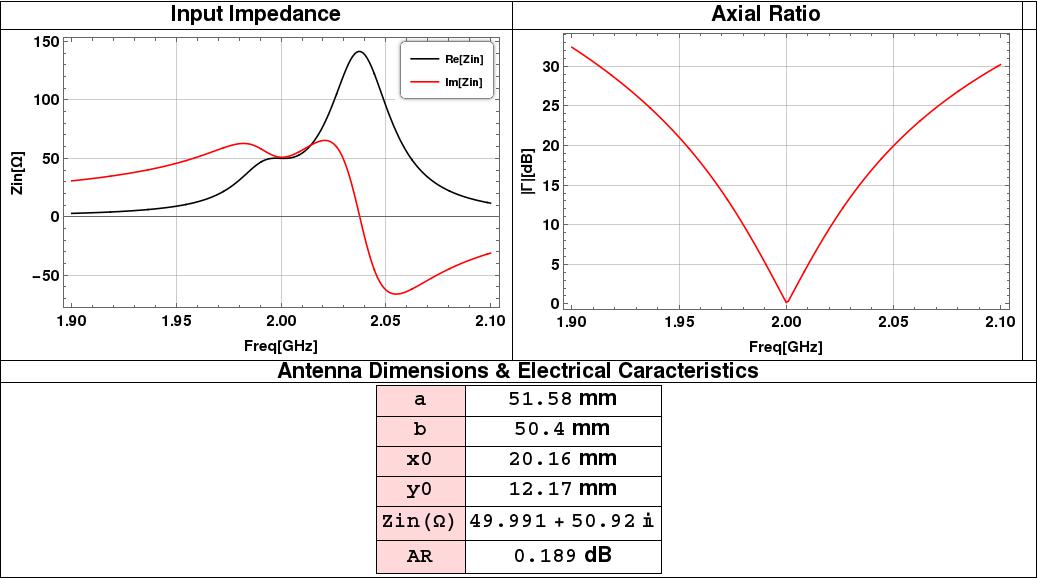 Input Impedance
Axial Ratio
150
100
50
0
−50
Zin[Ω]
Re[Zin]
Im[Zin]
1.90 1.95 2.00 2.05 2.10
Freq[GHz]
30
25
20
15
10
5
0
|Γ|[dB]
1.90 1.95 2.00 2.05 2.10
Freq[GHz]
Antenna Dimensions & Electrical Caracteristics
a 51.58 mm
b 50.4 mm
x0 20.16 mm
y0 12.17 mm
Zin(Ω) 49.991 + 50.92 i
AR 0.189 dB